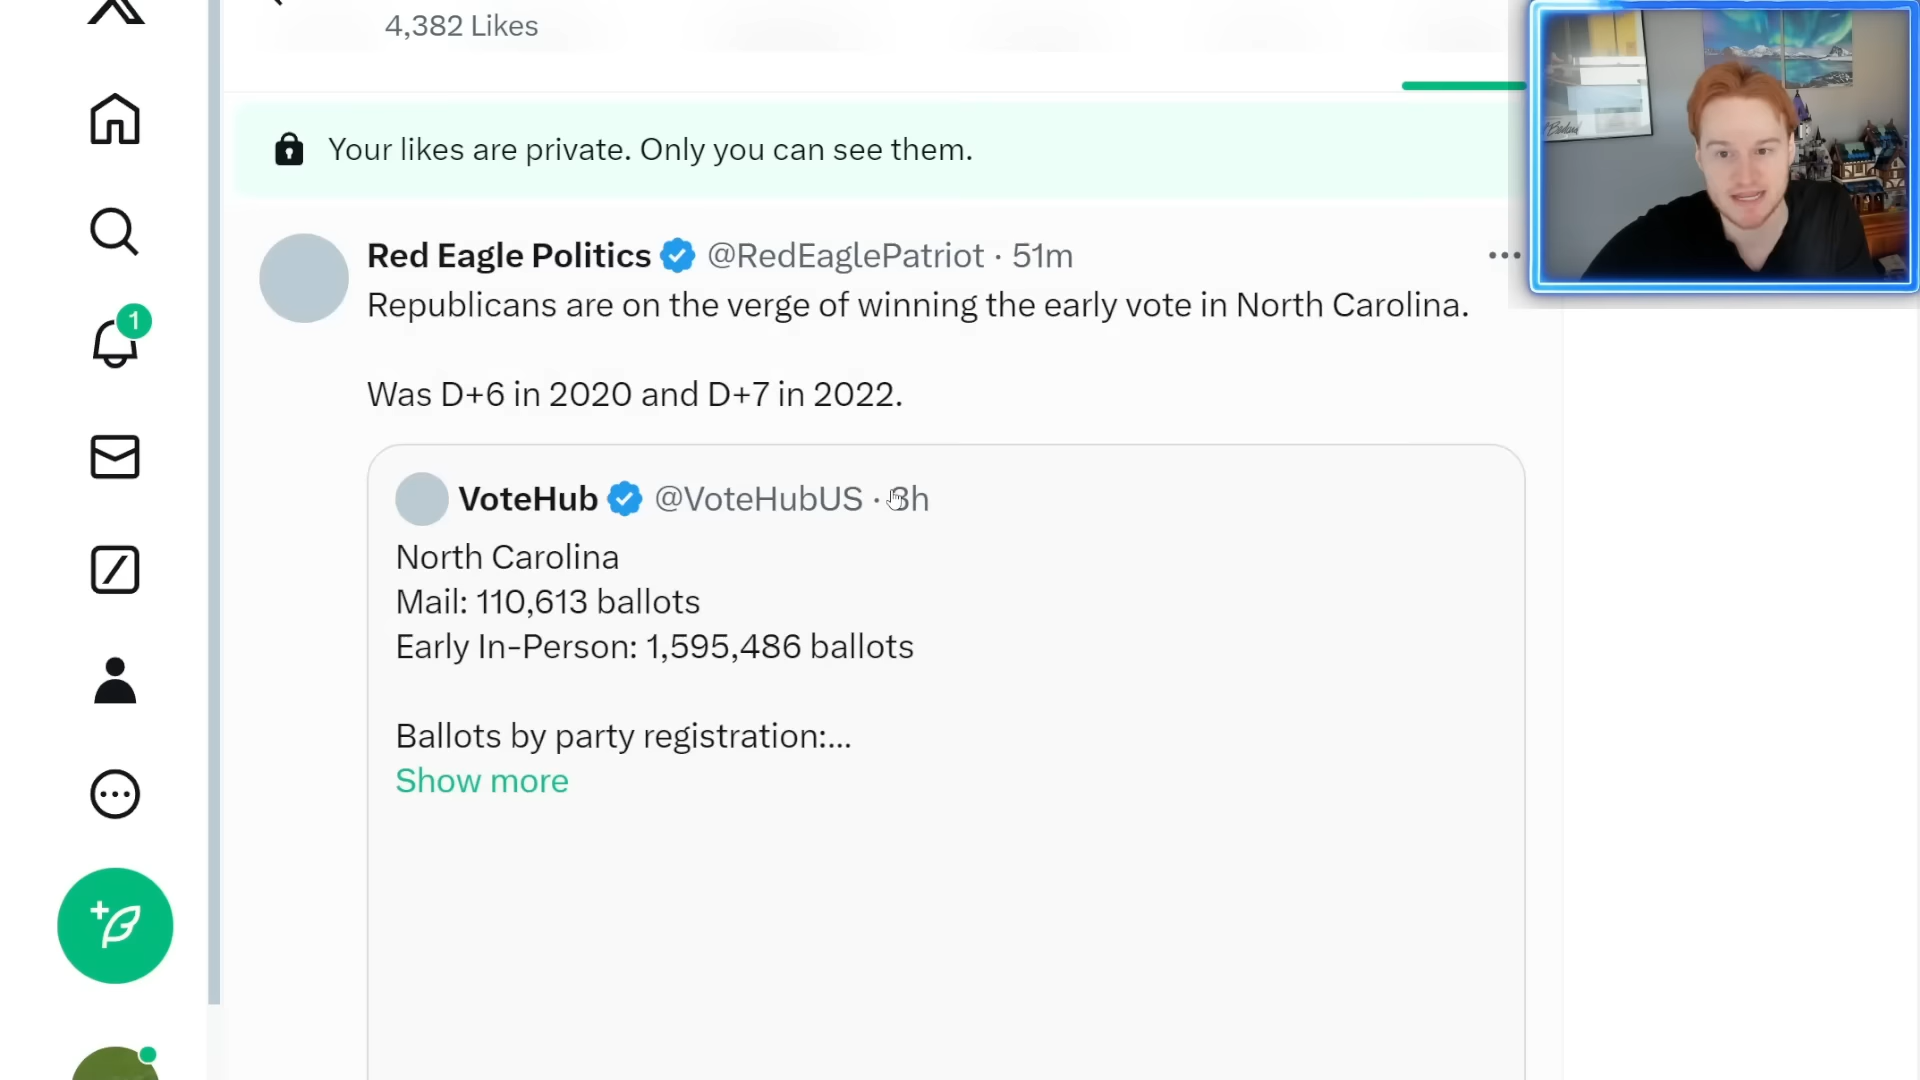 4,382 Likes
Your likes are private. Only you can see them.
Red Eagle Politics @RedEaglePatriot · 51m
Republicans are on the verge of winning the early vote in North Carolina.
Was D+6 in 2020 and D+7 in 2022.
1
VoteHub @VoteHubUS · 3h
North Carolina
Mail: 110,613 ballots
Early In-Person: 1,595,486 ballots
Ballots by party registration:...
Show more